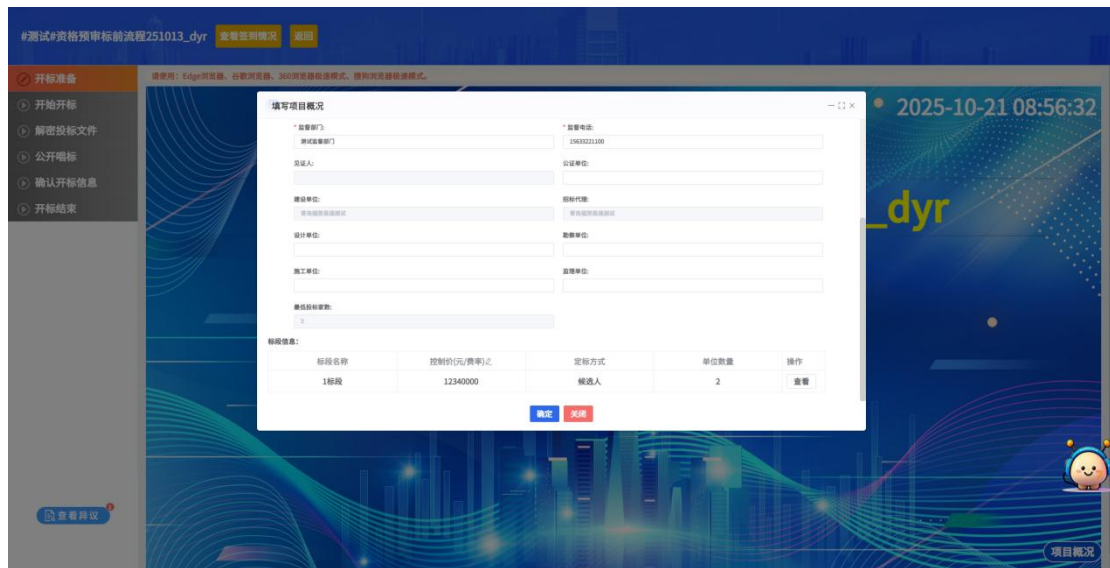 #测试#资格预审标前流程251013_dyr 查看签到情况 返回
开标准备
请使用：Edge浏览器、谷歌浏览器、360浏览器极速模式、搜狗浏览器极速模式。
开始开标
解密投标文件
公开唱标
确认开标信息
开标结束
2025-10-21 08:56:32
_dyr
填写项目概况
* 监督部门: * 监督电话:
测试监督部门 15633221100
见证人: 公证单位:
建设单位: 招标代理:
设计单位: 勘察单位:
施工单位: 监理单位:
最低投标家数:
标段信息:
标段名称 控制价(元/费率) 定标方式 单位数量 操作
1标段 12340000 候选人 2 查看
确定 关闭
查看异议
项目概况